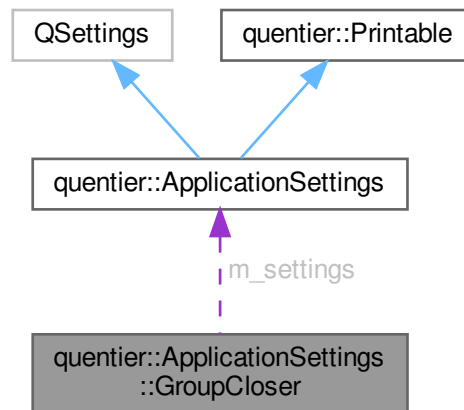 QSettings
quentier::Printable
quentier::ApplicationSettings
m_settings
quentier::ApplicationSettings
::GroupCloser